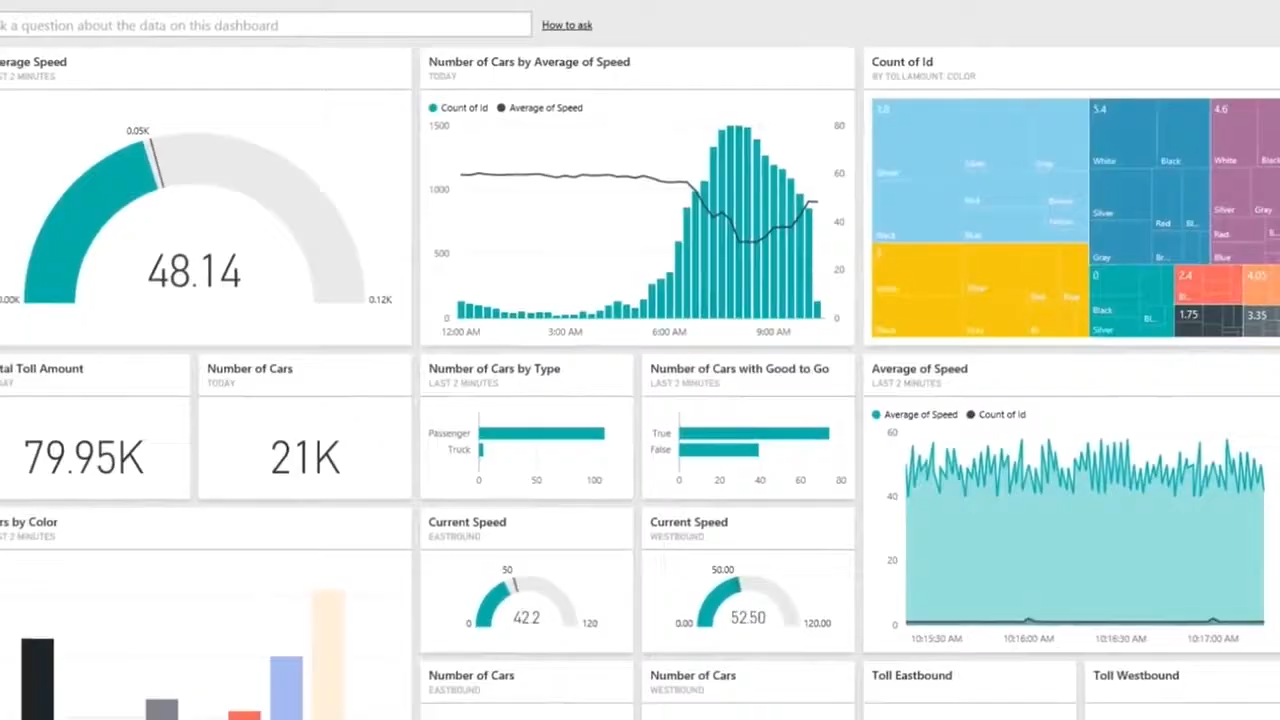 k a question about the data on this dashboard
How to ask
erage Speed
ST 2 MINUTES
0.05K
48.14
0.00K
0.12K
Number of Cars by Average of Speed
TODAY
Count of Id
Average of Speed
1500
1000
500
0
80
60
40
20
0
12:00 AM
3:00 AM
6:00 AM
9:00 AM
Count of Id
BY TOLLAMOUNT, COLOR
5.4
White
Black
Silver
Red
Bl...
Gray
Br...
4.6
White
Black
Silver
Grey
Red
B...
Blue
0
Black
Bl...
Silver
2.4
Bl...
4.05
1.75
3.35
tal Toll Amount
DAY
79.95K
Number of Cars
TODAY
21K
Number of Cars by Type
LAST 2 MINUTES
Passenger
Truck
0
50
100
Number of Cars with Good to Go
LAST 2 MINUTES
True
False
0
20
40
60
80
Average of Speed
LAST 2 MINUTES
Average of Speed
Count of Id
60
40
20
0
10:15:30 AM
10:16:00 AM
10:16:30 AM
10:17:00 AM
rs by Color
ST 2 MINUTES
Current Speed
EASTBOUND
50
0
42.2
120
Current Speed
WESTBOUND
50.00
0.00
52.50
120.00
Number of Cars
EASTBOUND
Number of Cars
WESTBOUND
Toll Eastbound
Toll Westbound